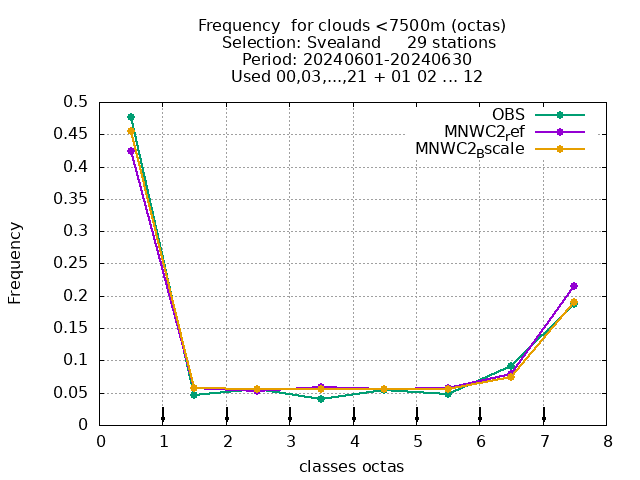 Frequency  for clouds <7500m (octas)
Selection: Svealand     29 stations
Period: 20240601-20240630
Used 00,03,...,21 + 01 02 ... 12
OBS
MNWC2ref
MNWC2Bscale
0.5
0.45
0.4
0.35
0.3
0.25
0.2
0.15
0.1
0.05
0
Frequency
0 1 2 3 4 5 6 7 8
classes octas